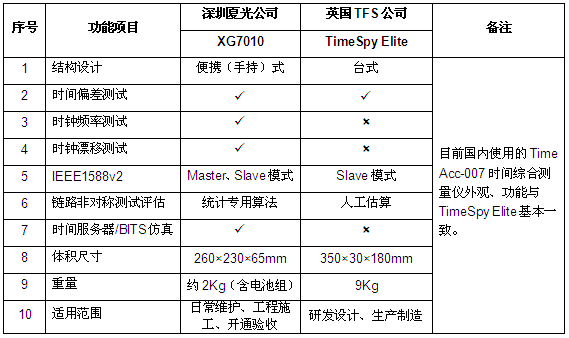 序号 功能项目 深圳夏光公司 英国TFS公司 备注
XG7010 TimeSpy Elite
1 结构设计 便携（手持）式 台式
2 时间偏差测试 ✓ ✓
3 时钟频率测试 ✓ ×
4 时钟漂移测试 ✓ ×
5 IEEE1588v2 Master、Slave 模式 Slave 模式
6 链路非对称测试评估 统计专用算法 人工估算
7 时间服务器/BITS仿真 ✓ ×
8 体积尺寸 260×230×65mm 350×30×180mm
9 重量 约 2Kg（含电池组） 9Kg
10 适用范围 日常维护、工程施
工、开通验收 研发设计、生产制造
目前国内使用的 Time
Acc-007 时间综合测
量仪外观、功能与
TimeSpy Elite 基本一
致。